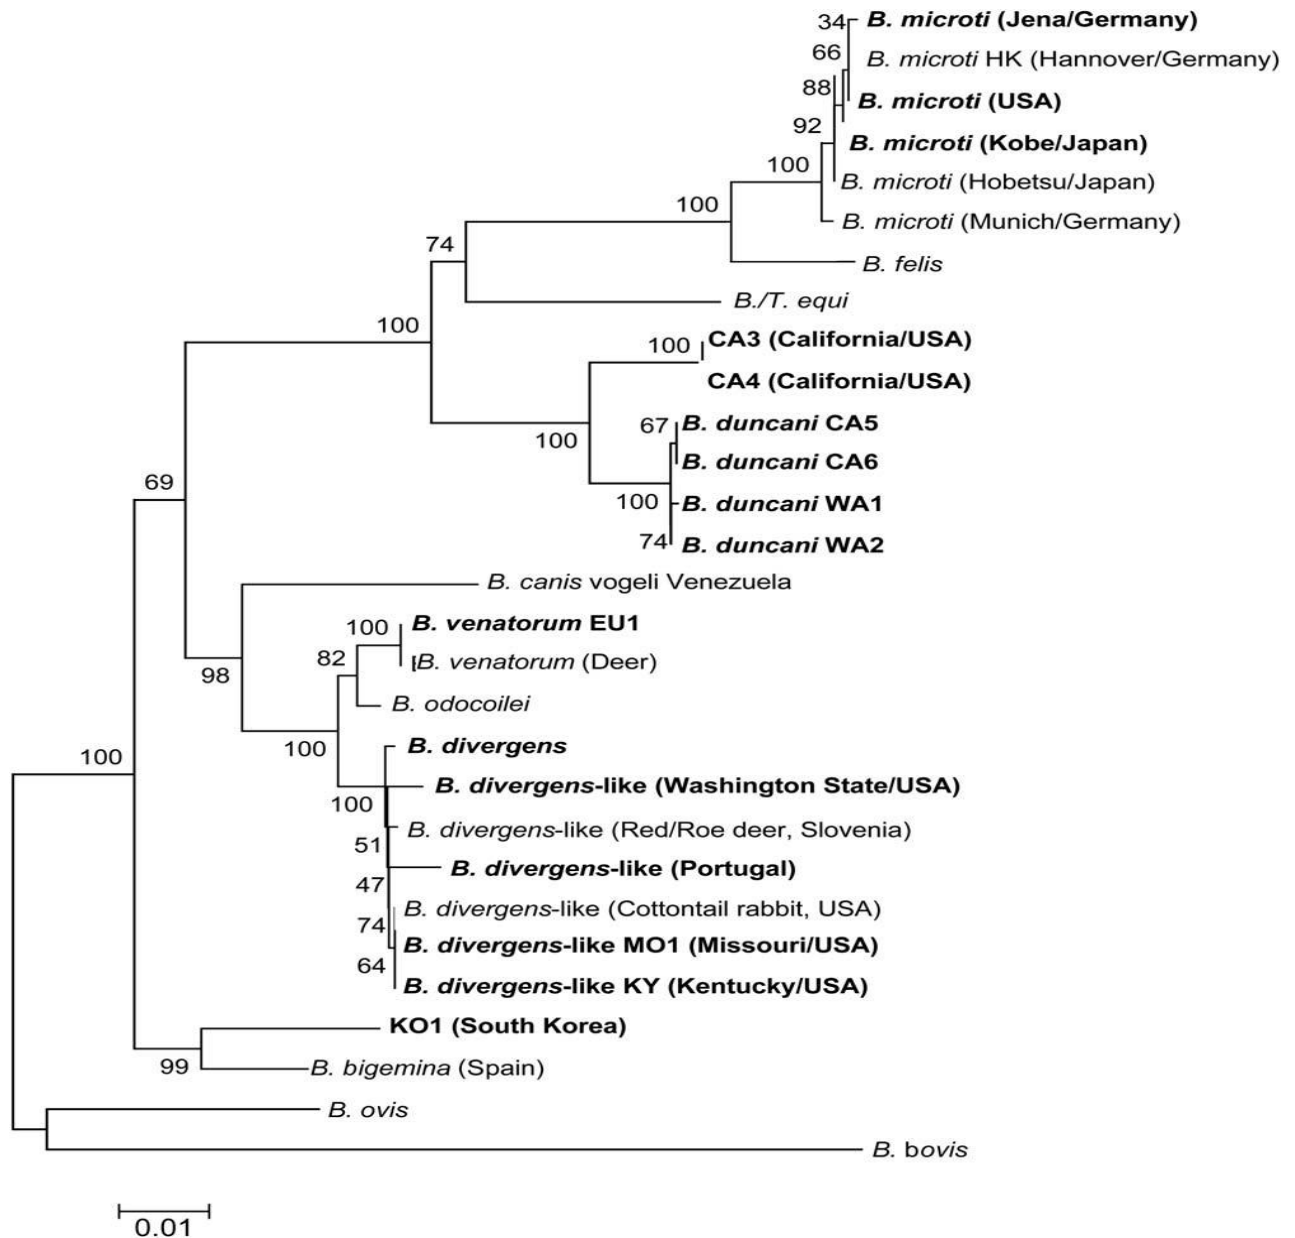 34
B. microti (Jena/Germany)
66
B. microti HK (Hannover/Germany)
88
B. microti (USA)
92
B. microti (Kobe/Japan)
100
B. microti (Hobetsu/Japan)
100
B. microti (Munich/Germany)
74
B. felis
B./T. equi
100
100
CA3 (California/USA)
CA4 (California/USA)
100
67
B. duncani CA5
B. duncani CA6
69
100
B. duncani WA1
74
B. duncani WA2
B. canis vogeli Venezuela
100
B. venatorum EU1
82
B. venatorum (Deer)
98
B. odocoilei
100
B. divergens
100
B. divergens-like (Washington State/USA)
100
B. divergens-like (Red/Roe deer, Slovenia)
51
B. divergens-like (Portugal)
47
B. divergens-like (Cottontail rabbit, USA)
74
B. divergens-like MO1 (Missouri/USA)
64
B. divergens-like KY (Kentucky/USA)
KO1 (South Korea)
99
B. bigemina (Spain)
B. ovis
B. bovis
0.01